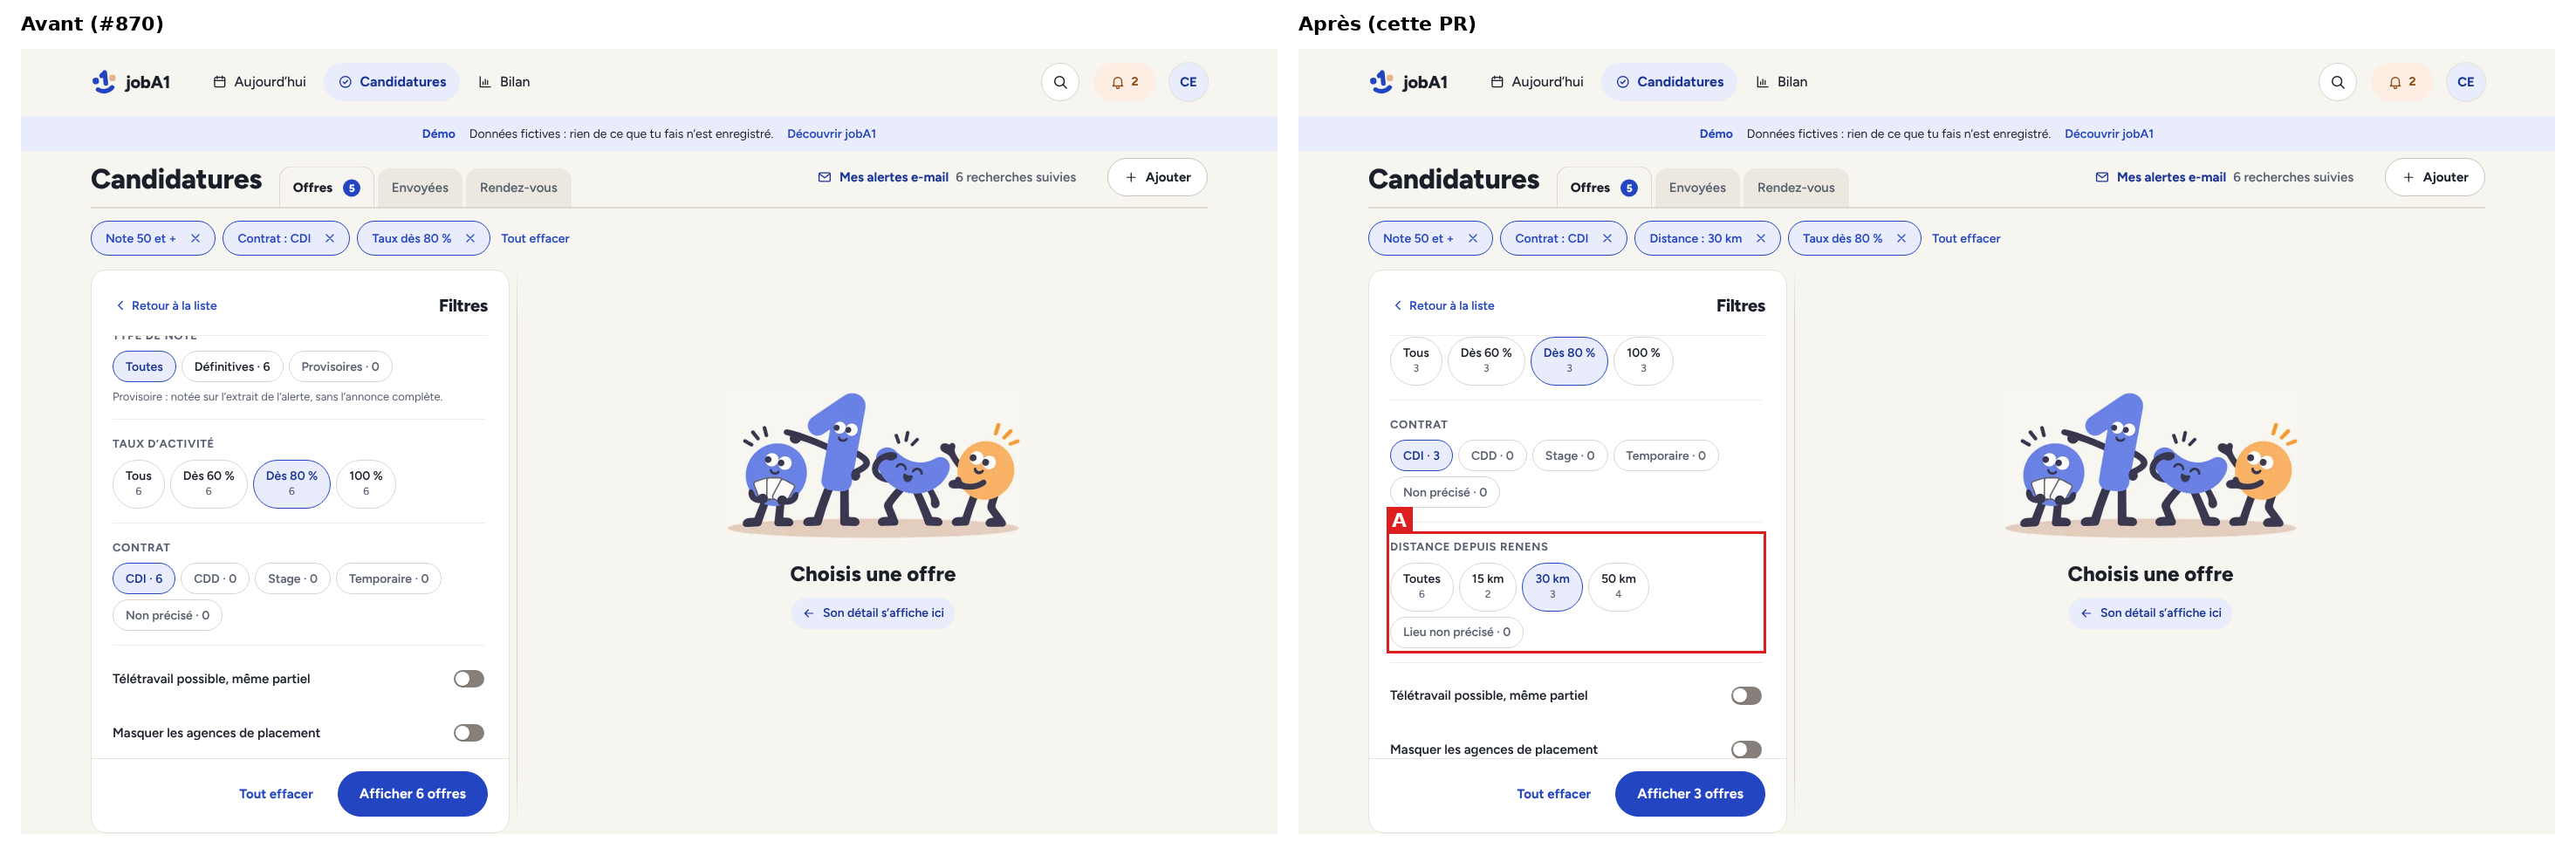 Avant (#870)
jobA1
Aujourd'hui
Candidatures
Bilan
2
CE
Démo Données fictives : rien de ce que tu fais n'est enregistré. Découvrir jobA1
Candidatures
Offres 5
Envoyées
Rendez-vous
Mes alertes e-mail 6 recherches suivies
Ajouter
Note 50 et +
Contrat : CDI
Taux dès 80 %
Tout effacer
Retour à la liste
Filtres
TYPE DE NOTE
Toutes
Définitives · 6
Provisoires · 0
Provisoire : notée sur l'extrait de l'alerte, sans l'annonce complète.
TAUX D'ACTIVITÉ
Tous
6
Dès 60 %
6
Dès 80 %
6
100 %
6
CONTRAT
CDI · 6
CDD · 0
Stage · 0
Temporaire · 0
Non précisé · 0
Télétravail possible, même partiel
Masquer les agences de placement
Tout effacer
Afficher 6 offres
Choisis une offre
Son détail s'affiche ici
Après (cette PR)
jobA1
Aujourd'hui
Candidatures
Bilan
2
CE
Démo Données fictives : rien de ce que tu fais n'est enregistré. Découvrir jobA1
Candidatures
Offres 5
Envoyées
Rendez-vous
Mes alertes e-mail 6 recherches suivies
Ajouter
Note 50 et +
Contrat : CDI
Distance : 30 km
Taux dès 80 %
Tout effacer
Retour à la liste
Filtres
Tous
3
Dès 60 %
3
Dès 80 %
3
100 %
3
CONTRAT
CDI · 3
CDD · 0
Stage · 0
Temporaire · 0
Non précisé · 0
A
DISTANCE DEPUIS RENENS
Toutes
6
15 km
2
30 km
3
50 km
4
Lieu non précisé · 0
Télétravail possible, même partiel
Masquer les agences de placement
Tout effacer
Afficher 3 offres
Choisis une offre
Son détail s'affiche ici